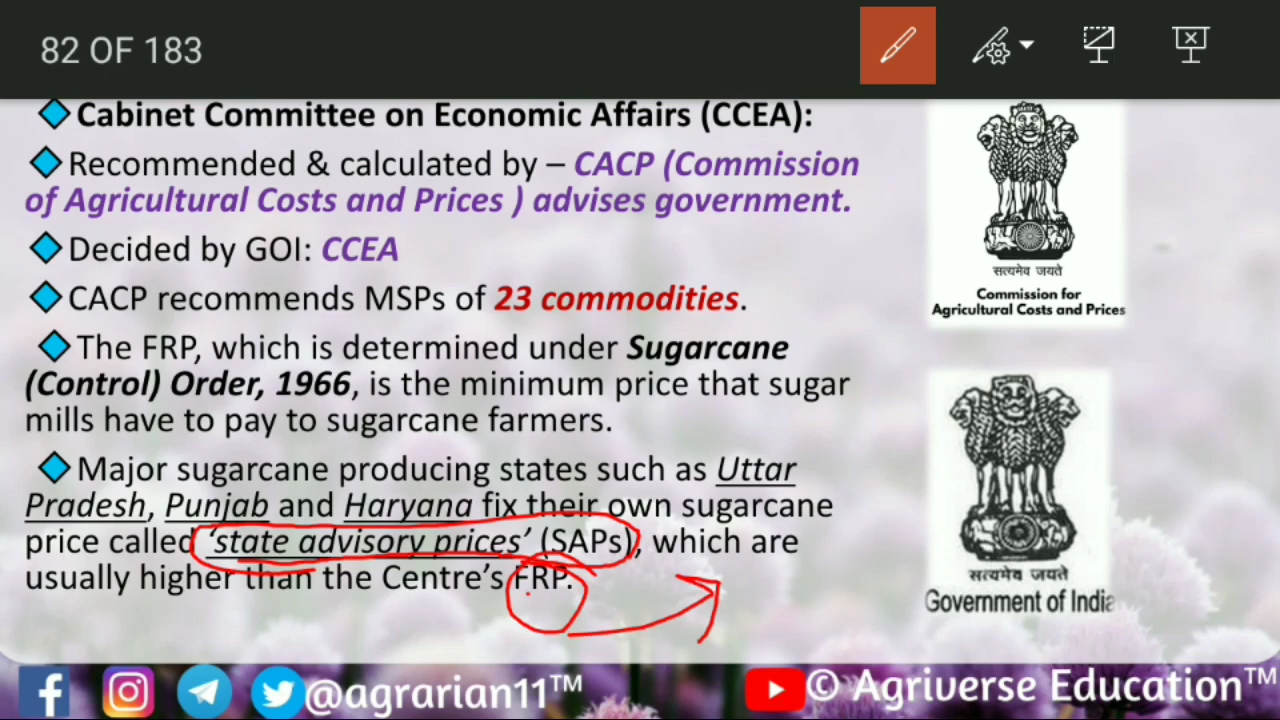 82 OF 183
Cabinet Committee on Economic Affairs (CCEA):
Recommended & calculated by – CACP (Commission
of Agricultural Costs and Prices ) advises government.
Decided by GOI: CCEA
CACP recommends MSPs of 23 commodities.
The FRP, which is determined under Sugarcane
(Control) Order, 1966, is the minimum price that sugar
mills have to pay to sugarcane farmers.
Major sugarcane producing states such as Uttar
Pradesh, Punjab and Haryana fix their own sugarcane
price called ‘state advisory prices’ (SAPs), which are
usually higher than the Centre’s FRP.
सत्यमेव जयते
Commission for
Agricultural Costs and Prices
सत्यमेव जयते
Government of India
@agrarian11™
© Agriverse Education™